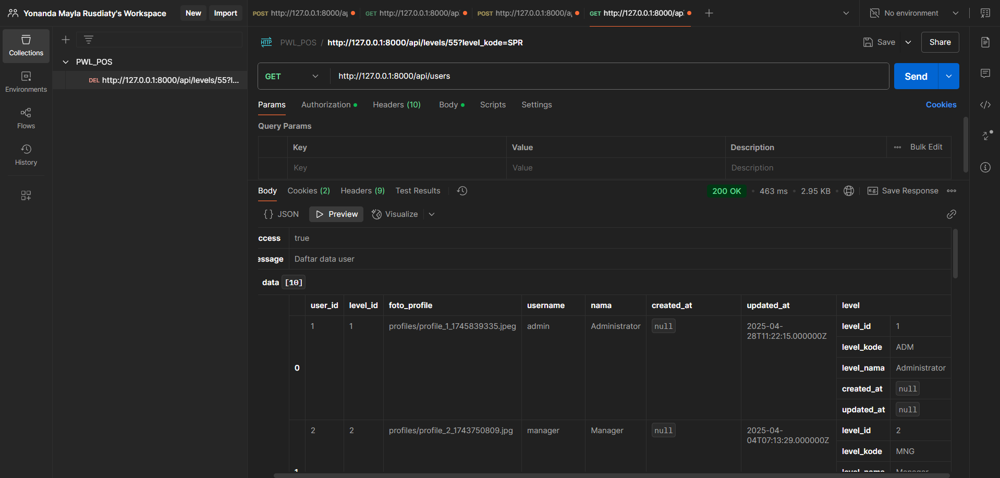 Yonanda Mayla Rusdiaty's Workspace
New
Import
POST http://127.0.0.1:8000/ap
GET http://127.0.0.1:8000/ap
POST http://127.0.0.1:8000/ap
GET http://127.0.0.1:8000/ap
No environment
Collections
Environments
Flows
History
PWL_POS
DEL http://127.0.0.1:8000/api/levels/55?l...
HTTP PWL_POS / http://127.0.0.1:8000/api/levels/55?level_kode=SPR
Save
Share
GET http://127.0.0.1:8000/api/users
Send
Params Authorization Headers (10) Body Scripts Settings Cookies
Query Params
Key Value Description Bulk Edit
Key Value Description
Body Cookies (2) Headers (9) Test Results
200 OK 463 ms 2.95 KB e.g. Save Response
{} JSON Preview Visualize
ccess true
essage Daftar data user
data [10]
user_id level_id foto_profile username nama created_at updated_at level
0
1 1 profiles/profile_1_1745839335.jpeg admin Administrator null 2025-04-
28T11:22:15.000000Z
level_id 1
level_kode ADM
level_nama Administrator
created_at null
updated_at null
1
2 2 profiles/profile_2_1743750809.jpg manager Manager null 2025-04-
04T07:13:29.000000Z
level_id 2
level_kode MNG
level_nama Manager